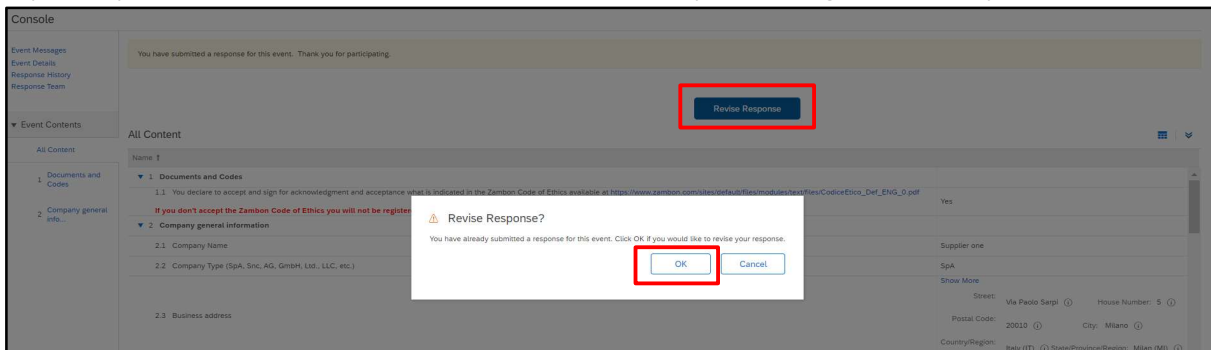 Console
Event Messages
Event Details
Response History
Response Team
▼ Event Contents
All Content
1 Documents and Codes
2 Company general info...
You have submitted a response for this event. Thank you for participating.
Revise Response
All Content
Name ↑
▼ 1 Documents and Codes
1.1 You declare to accept and sign for acknowledgment and acceptance what is indicated in the Zambon Code of Ethics available at https://www.zambon.com/sites/default/files/modules/text/files/CodiceEtico_Def_ENG_0.pdf
If you don't accept the Zambon Code of Ethics you will not be register
Yes
▼ 2 Company general information
2.1 Company Name
Supplier one
2.2 Company Type (SpA, Snc, AG, GmbH, Ltd., LLC, etc.)
SpA
2.3 Business address
Show More
Street: Via Paolo Sarpi House Number: 5
Postal Code: 20010 City: Milano
Country/Region: Italy (IT) State/Province/Region: Milan (MI)
Revise Response?
You have already submitted a response for this event. Click OK if you would like to revise your response.
OK Cancel